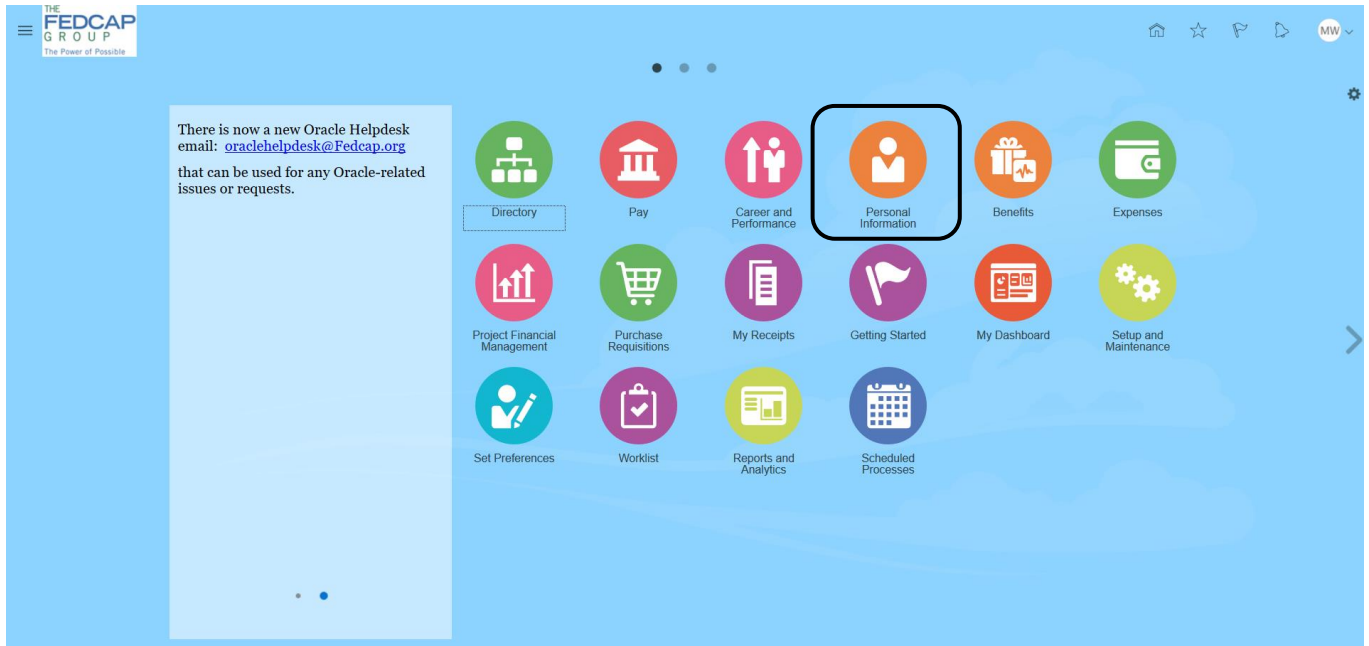 THE
FEDCAP
GROUP
The Power of Possible
MW
There is now a new Oracle Helpdesk
email: oraclehelpdesk@Fedcap.org
that can be used for any Oracle-related
issues or requests.
Directory
Pay
Career and
Performance
Personal
Information
Benefits
Expenses
Project Financial
Management
Purchase
Requisitions
My Receipts
Getting Started
My Dashboard
Setup and
Maintenance
Set Preferences
Worklist
Reports and
Analytics
Scheduled
Processes